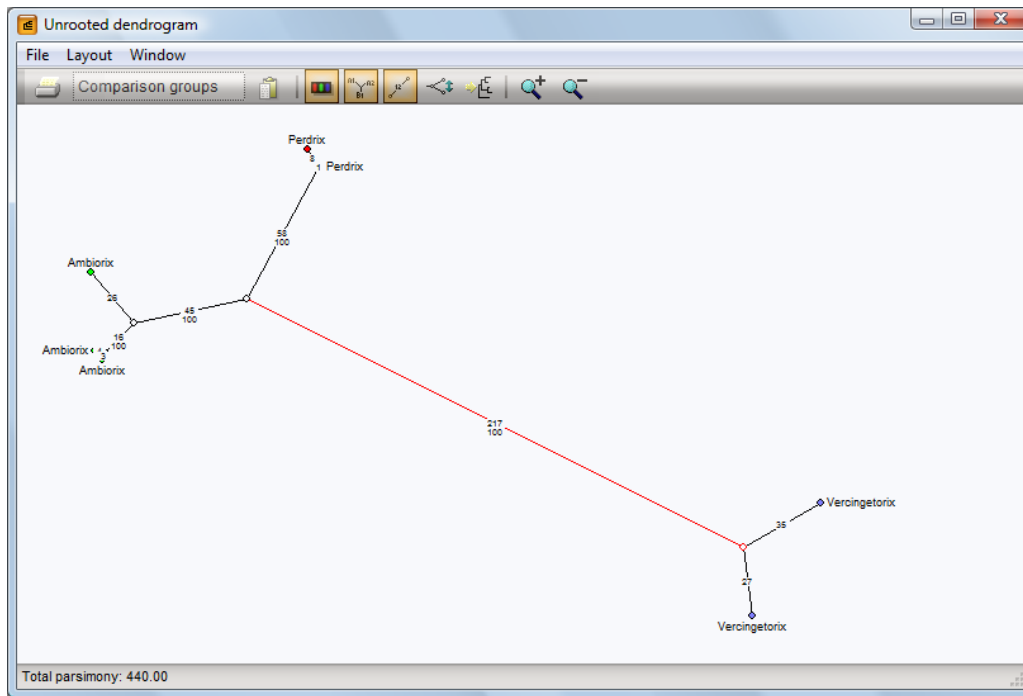 Unrooted dendrogram
File Layout Window
Comparison groups
Perdrix
8
1 Perdrix
58
100
Ambiorix
26
45
100
16
100
Ambiorix
3
Ambiorix
217
100
Vercingetorix
35
27
Vercingetorix
Total parsimony: 440.00